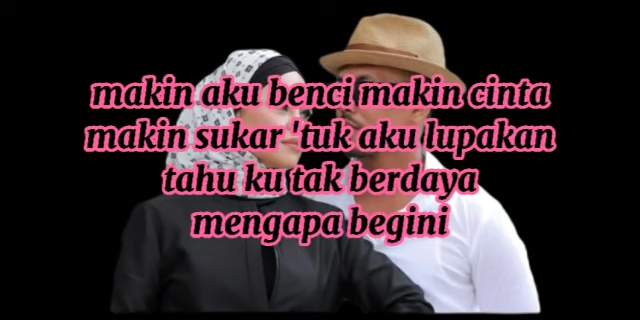 makin aku benci makin cinta
makin sukar 'tuk aku lupakan
tahu ku tak berdaya
mengapa begini